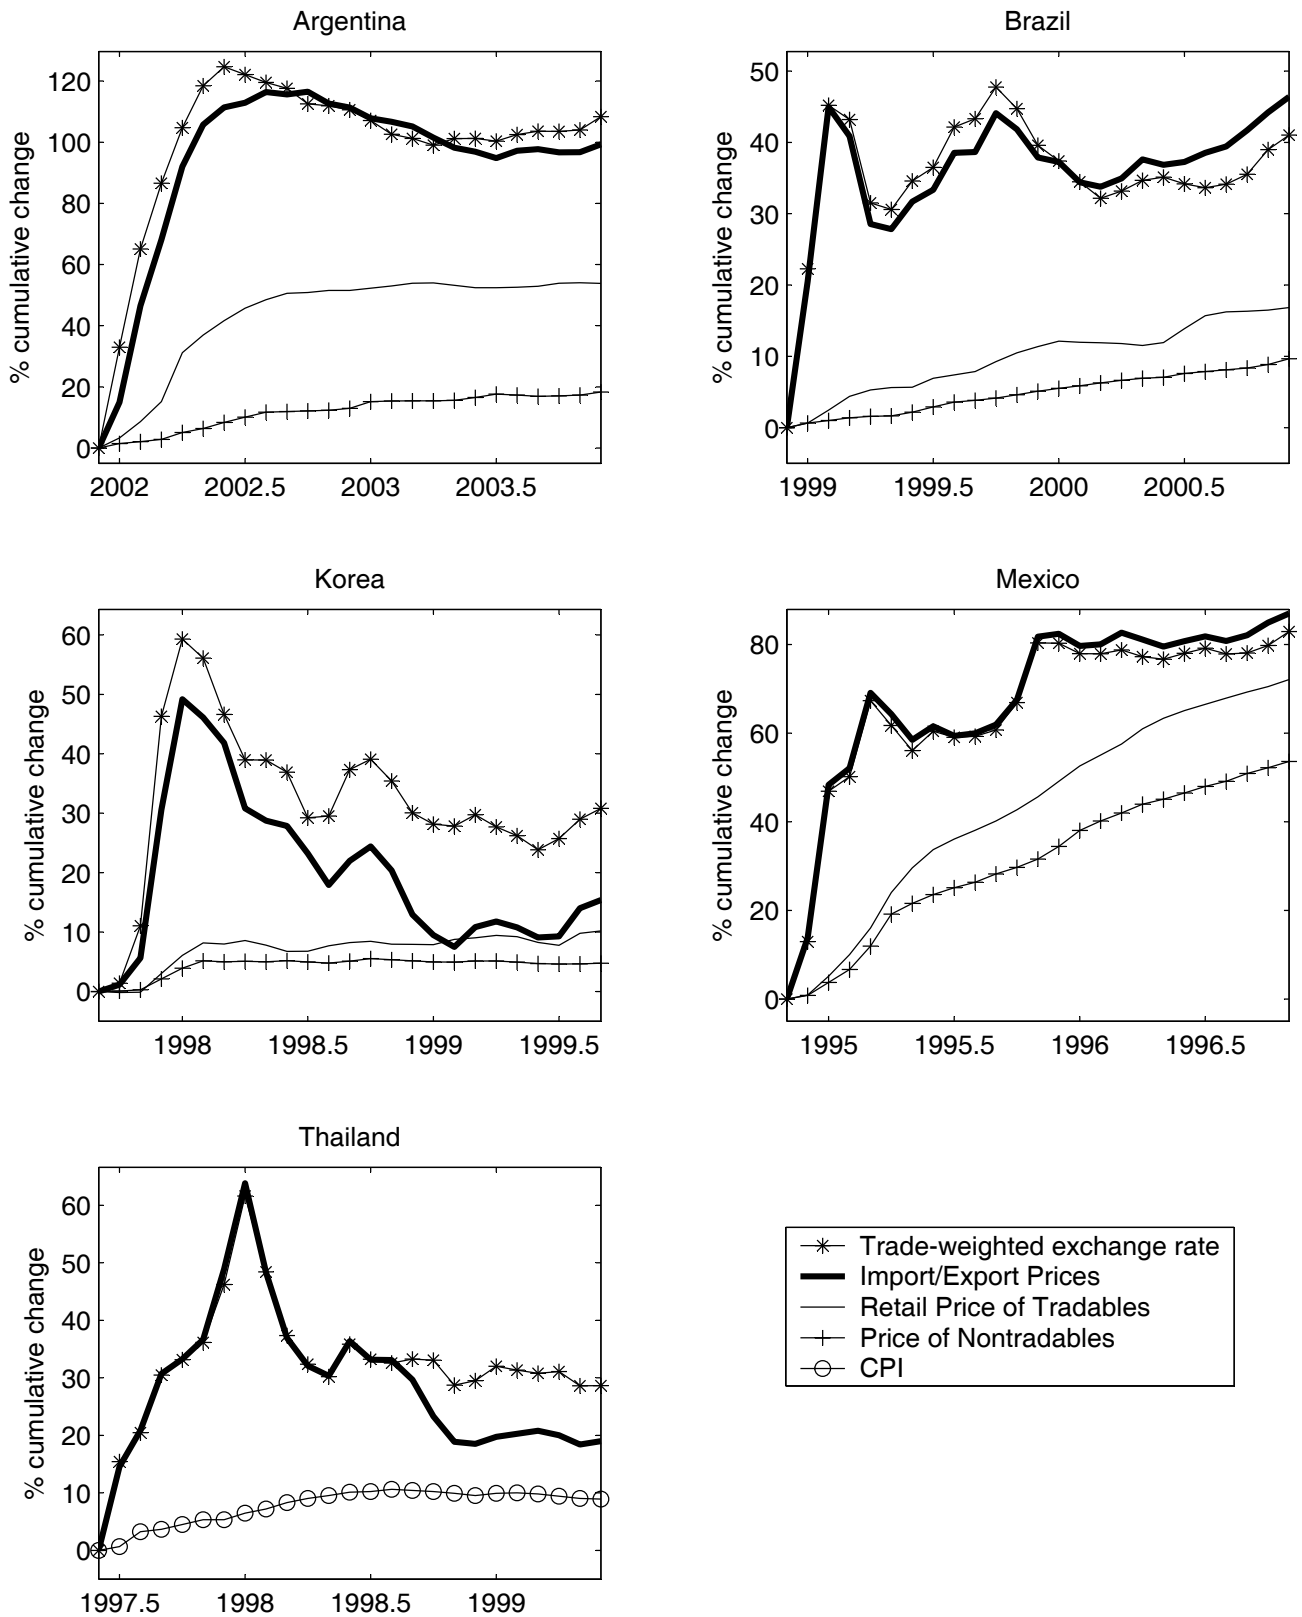 Argentina
% cumulative change
120
100
80
60
40
20
0
2002 2002.5 2003 2003.5
Brazil
% cumulative change
50
40
30
20
10
0
1999 1999.5 2000 2000.5
Korea
% cumulative change
60
50
40
30
20
10
0
1998 1998.5 1999 1999.5
Mexico
% cumulative change
80
60
40
20
0
1995 1995.5 1996 1996.5
Thailand
% cumulative change
60
50
40
30
20
10
0
1997.5 1998 1998.5 1999
Trade-weighted exchange rate
Import/Export Prices
Retail Price of Tradables
Price of Nontradables
CPI